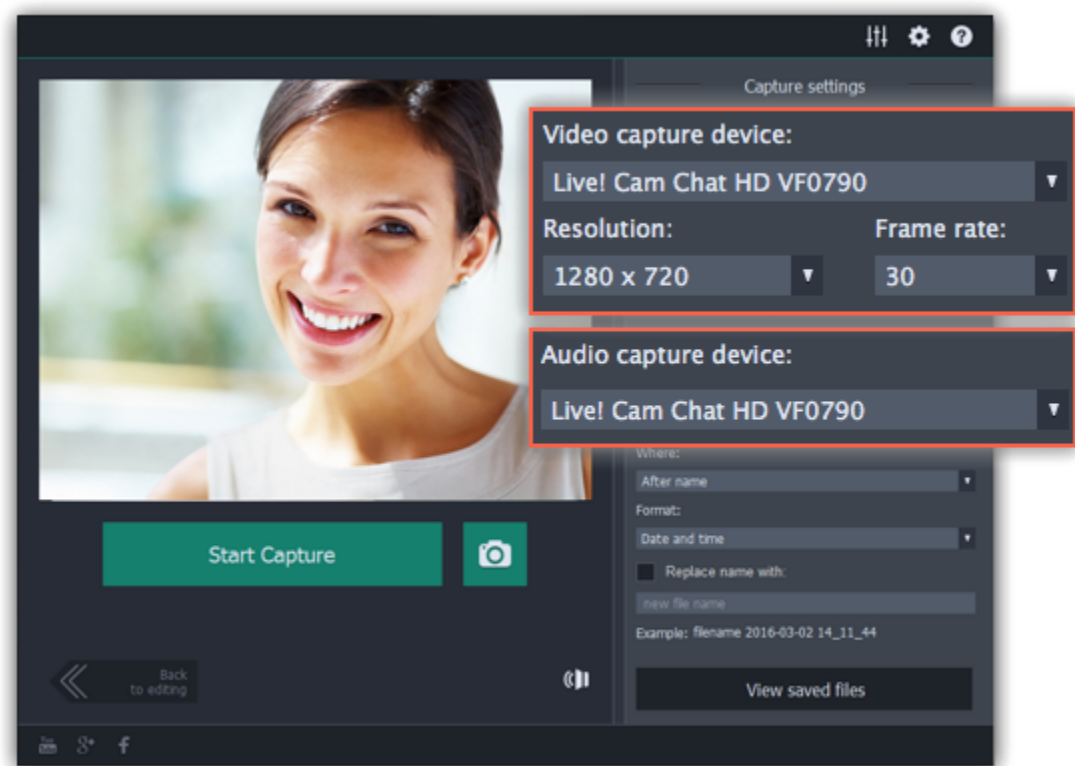 Capture settings
Video capture device:
Live! Cam Chat HD VF0790
Resolution: Frame rate:
1280 x 720 30
Audio capture device:
Live! Cam Chat HD VF0790
Where:
After name
Format:
Date and time
Replace name with:
new file name
Example: filename 2016-03-02 14_11_44
View saved files
Start Capture
Back
to editing